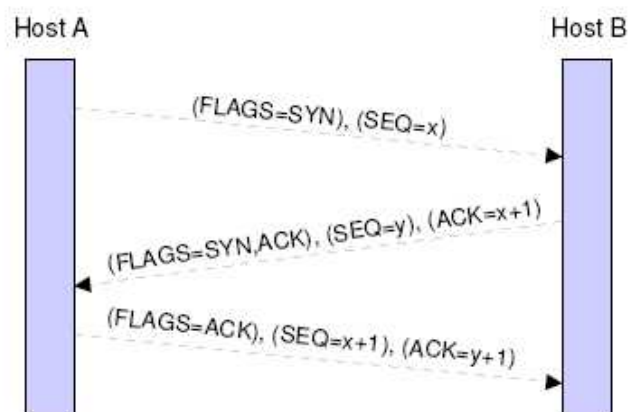 Host A
Host B
(FLAGS=SYN), (SEQ=x)
(FLAGS=SYN,ACK), (SEQ=y), (ACK=x+1)
(FLAGS=ACK), (SEQ=x+1), (ACK=y+1)